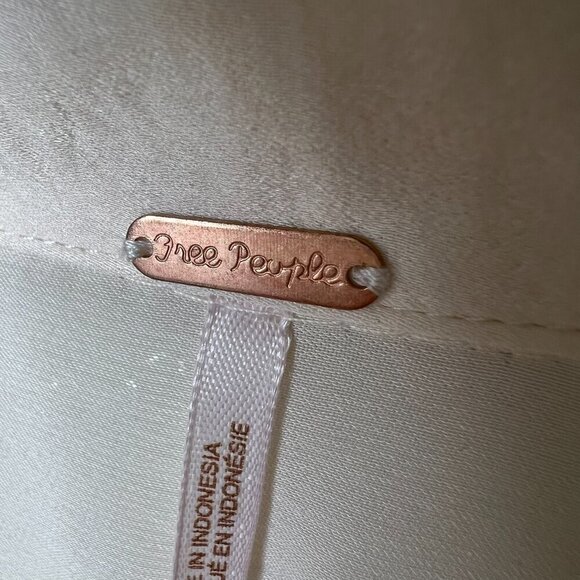 Free People
E IN INDONESIA
UÉ EN INDONÉSIE